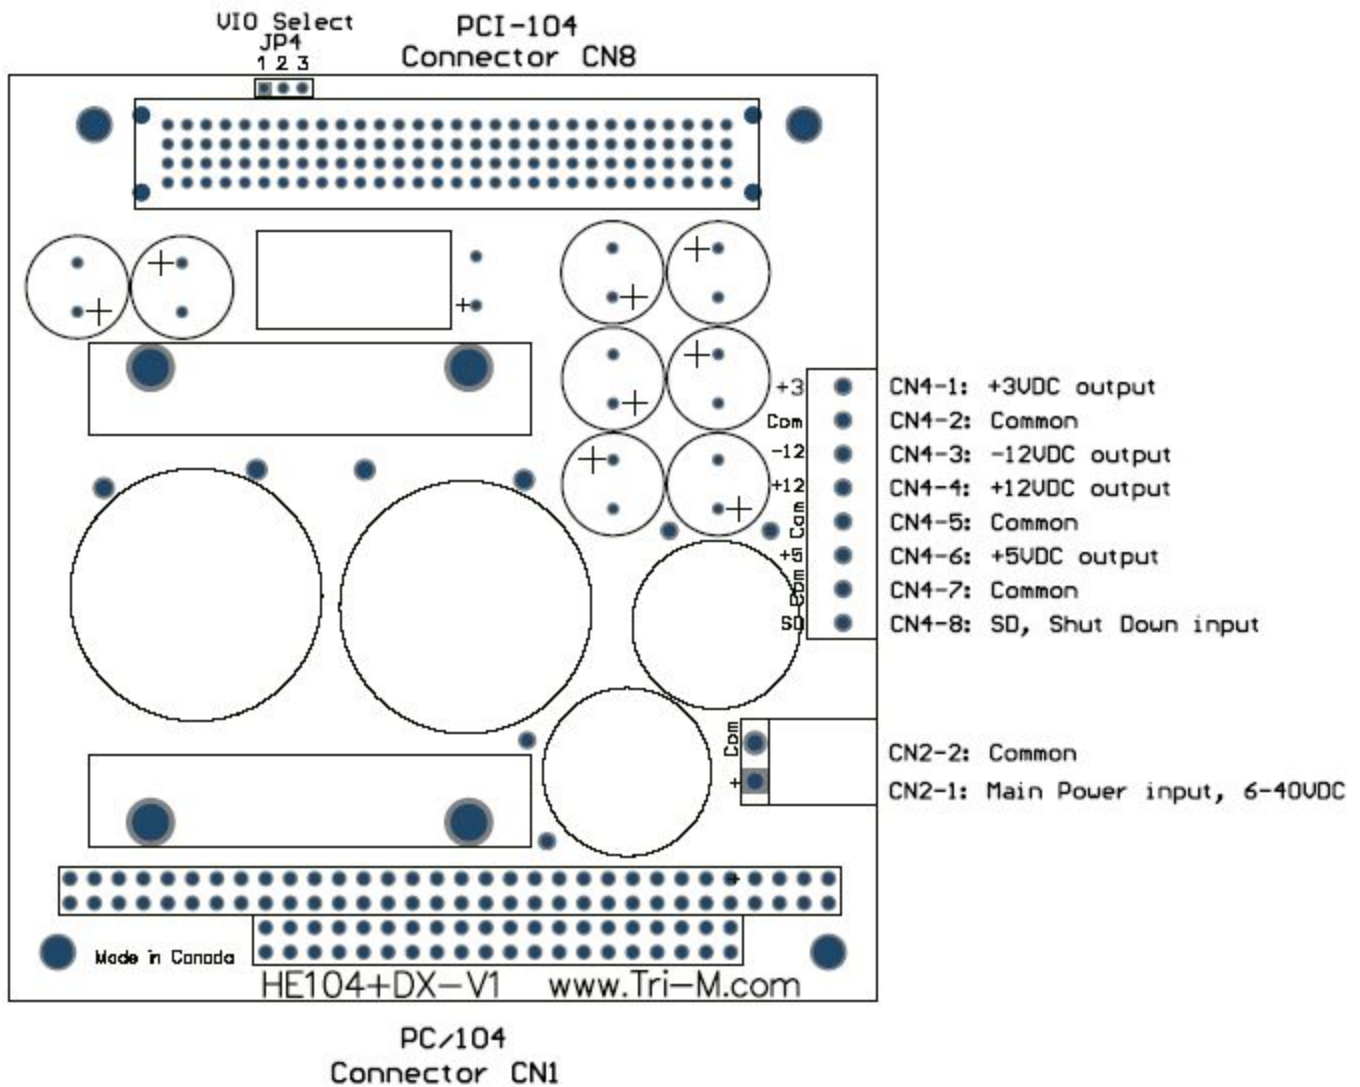 VIO Select
JP4
1 2 3
PCI-104
Connector CN8
+3
Com
-12
+12
Com
+5
Com
SD
CN4-1: +3VDC output
CN4-2: Common
CN4-3: -12VDC output
CN4-4: +12VDC output
CN4-5: Common
CN4-6: +5VDC output
CN4-7: Common
CN4-8: SD, Shut Down input
Com
+
CN2-2: Common
CN2-1: Main Power input, 6-40VDC
Made in Canada
HE104+DX-V1 www.Tri-M.com
PC/104
Connector CN1